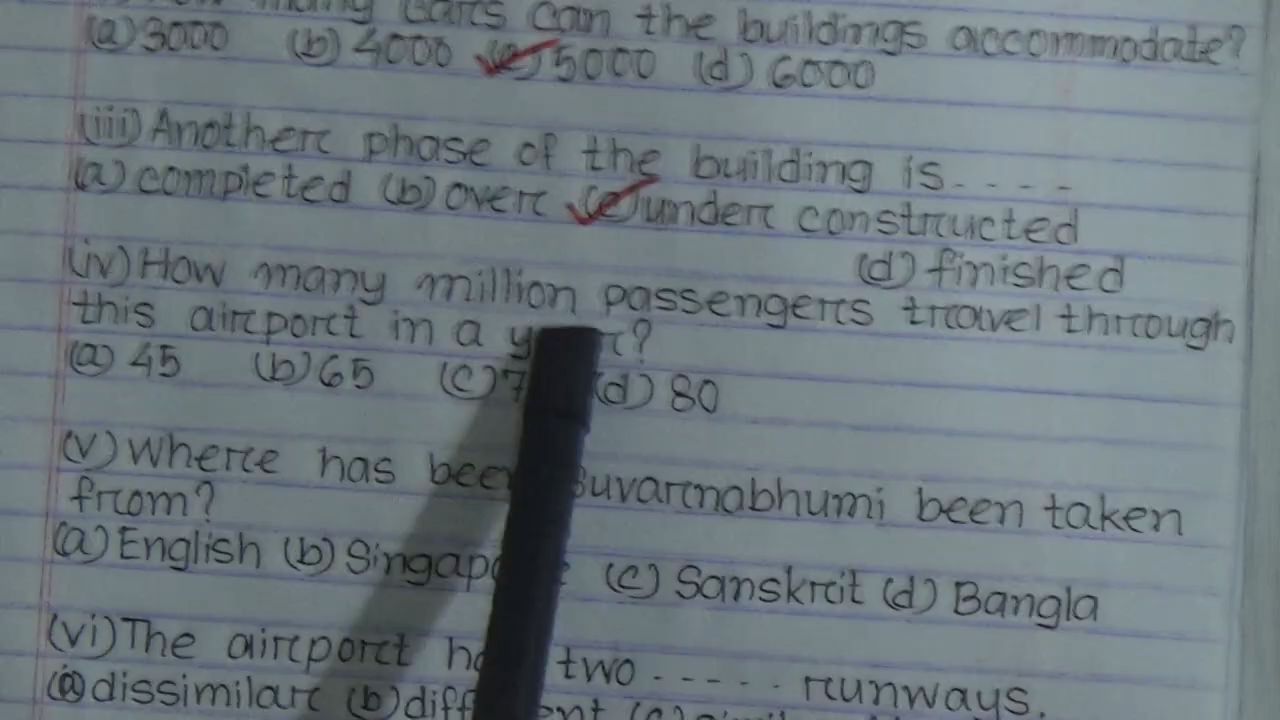 many cars can the buildings accommodate?
(a) 3000 (b) 4000 (c) 5000 (d) 6000
(iii) Another phase of the building is....
(a) completed (b) over (c) under constructed
(d) finished
(iv) How many million passengers travel through
this airport in a ?
(a) 45 (b) 65 (c) (d) 80
(v) Where has been Suvarnabhumi been taken
from?
(a) English (b) (c) Sanskrit (d) Bangla
(vi) The airport two ..... runways.
(a) dissimilar (b)